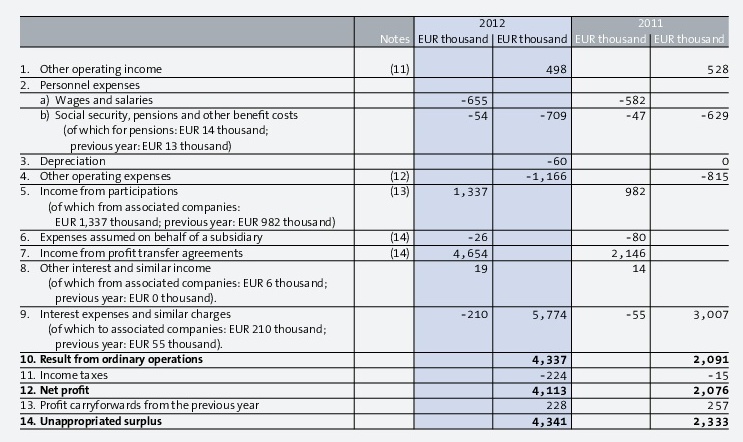 2012 2011
Notes EUR thousand EUR thousand EUR thousand EUR thousand
1. Other operating income (11) 498 528
2. Personnel expenses
a) Wages and salaries -655 -582
b) Social security, pensions and other benefit costs -54 -709 -47 -629
(of which for pensions: EUR 14 thousand;
previous year: EUR 13 thousand)
3. Depreciation -60 0
4. Other operating expenses (12) -1,166 -815
5. Income from participations (13) 1,337 982
(of which from associated companies:
EUR 1,337 thousand; previous year: EUR 982 thousand)
6. Expenses assumed on behalf of a subsidiary (14) -26 -80
7. Income from profit transfer agreements (14) 4,654 2,146
8. Other interest and similar income 19 14
(of which from associated companies: EUR 6 thousand;
previous year: EUR 0 thousand).
9. Interest expenses and similar charges -210 5,774 -55 3,007
(of which to associated companies: EUR 210 thousand;
previous year: EUR 55 thousand).
10. Result from ordinary operations 4,337 2,091
11. Income taxes -224 -15
12. Net profit 4,113 2,076
13. Profit carryforwards from the previous year 228 257
14. Unappropriated surplus 4,341 2,333